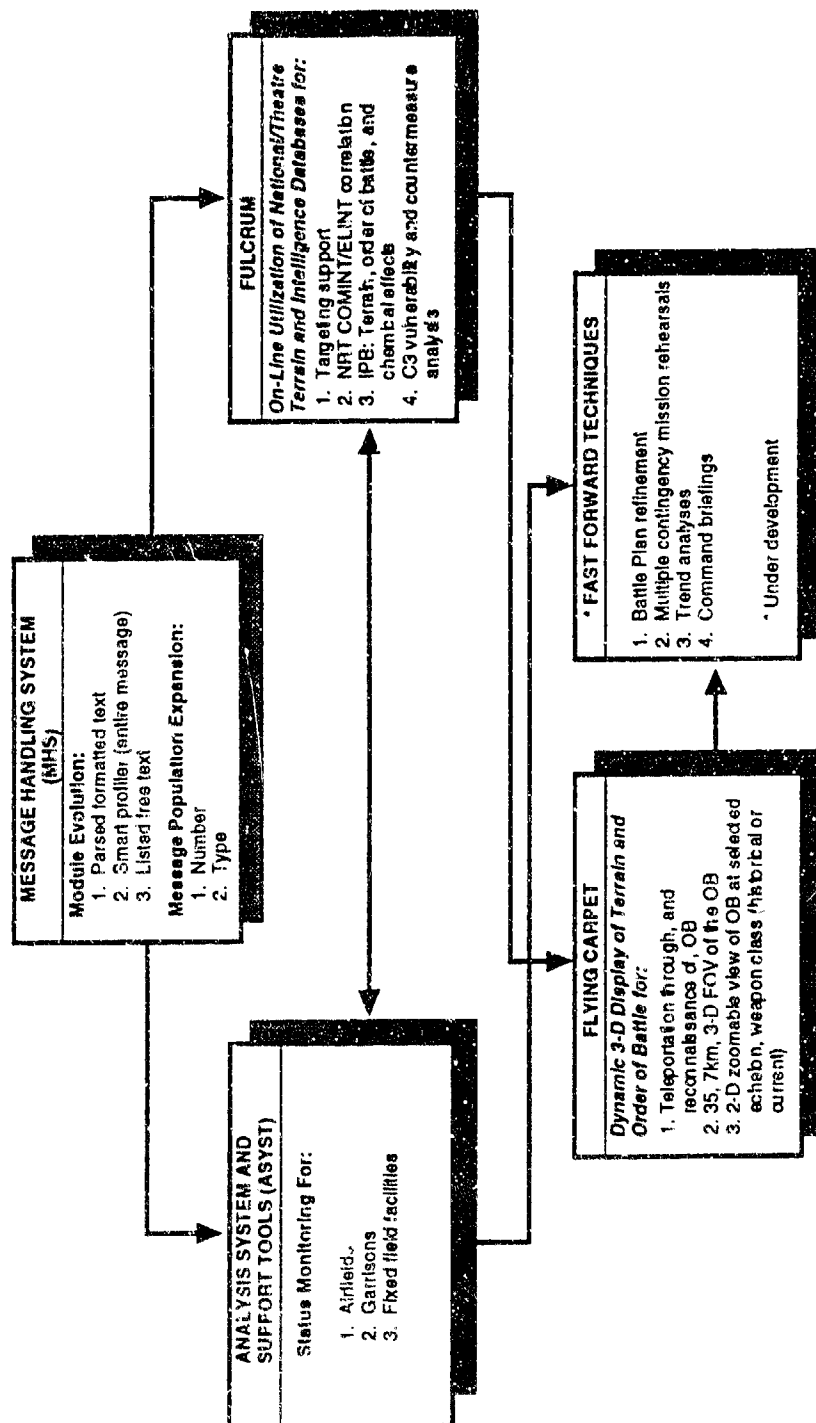 MESSAGE HANDLING SYSTEM
(MHS)
Module Evolution:
1. Parsed formatted text
2. Smart profiler (entire message)
3. Listed free text
Message Population Expansion:
1. Number
2. Type
ANALYSIS SYSTEM AND
SUPPORT TOOLS (ASYST)
Status Monitoring For:
1. Airfields
2. Garrisons
3. Fixed field facilities
FULCRUM
On-Line Utilization of National/Theatre
Terrain and Intelligence Databases for:
1. Targeting support
2. NRT COMINT/ELINT correlation
3. IPB: Terrain, order of battle, and
chemical effects
4. C3 vulnerability and countermeasure
analysis
FLYING CARPET
Dynamic 3-D Display of Terrain and
Order of Battle for:
1. Teleportation through, and
reconnaissance of, OB
2. 35, 7km, 3-D FOV of the OB
3. 2-D zoomable view of OB at selected
echelon, weapon class (historical or
current)
* FAST FORWARD TECHNIQUES
1. Battle Plan refinement
2. Multiple contingency mission rehearsals
3. Trend analyses
4. Command briefings
* Under development